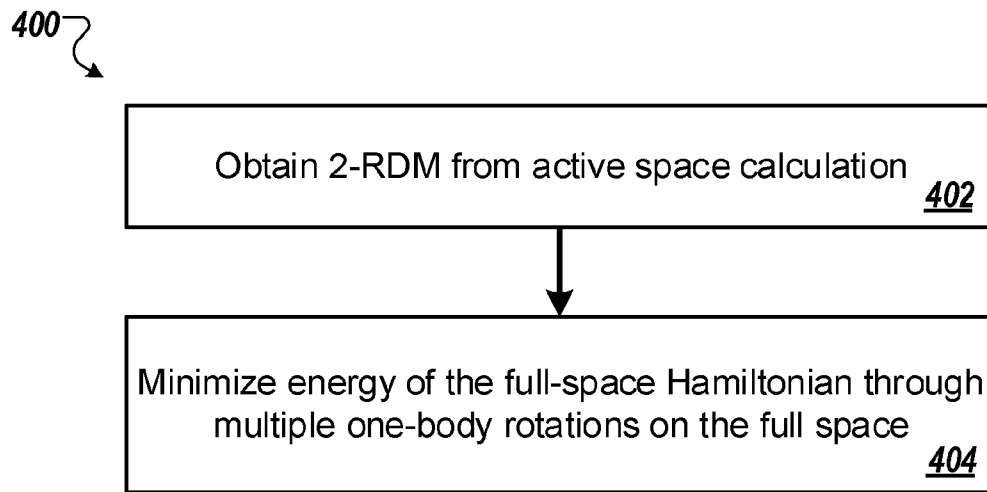 400
Obtain 2-RDM from active space calculation
402
Minimize energy of the full-space Hamiltonian through
multiple one-body rotations on the full space
404